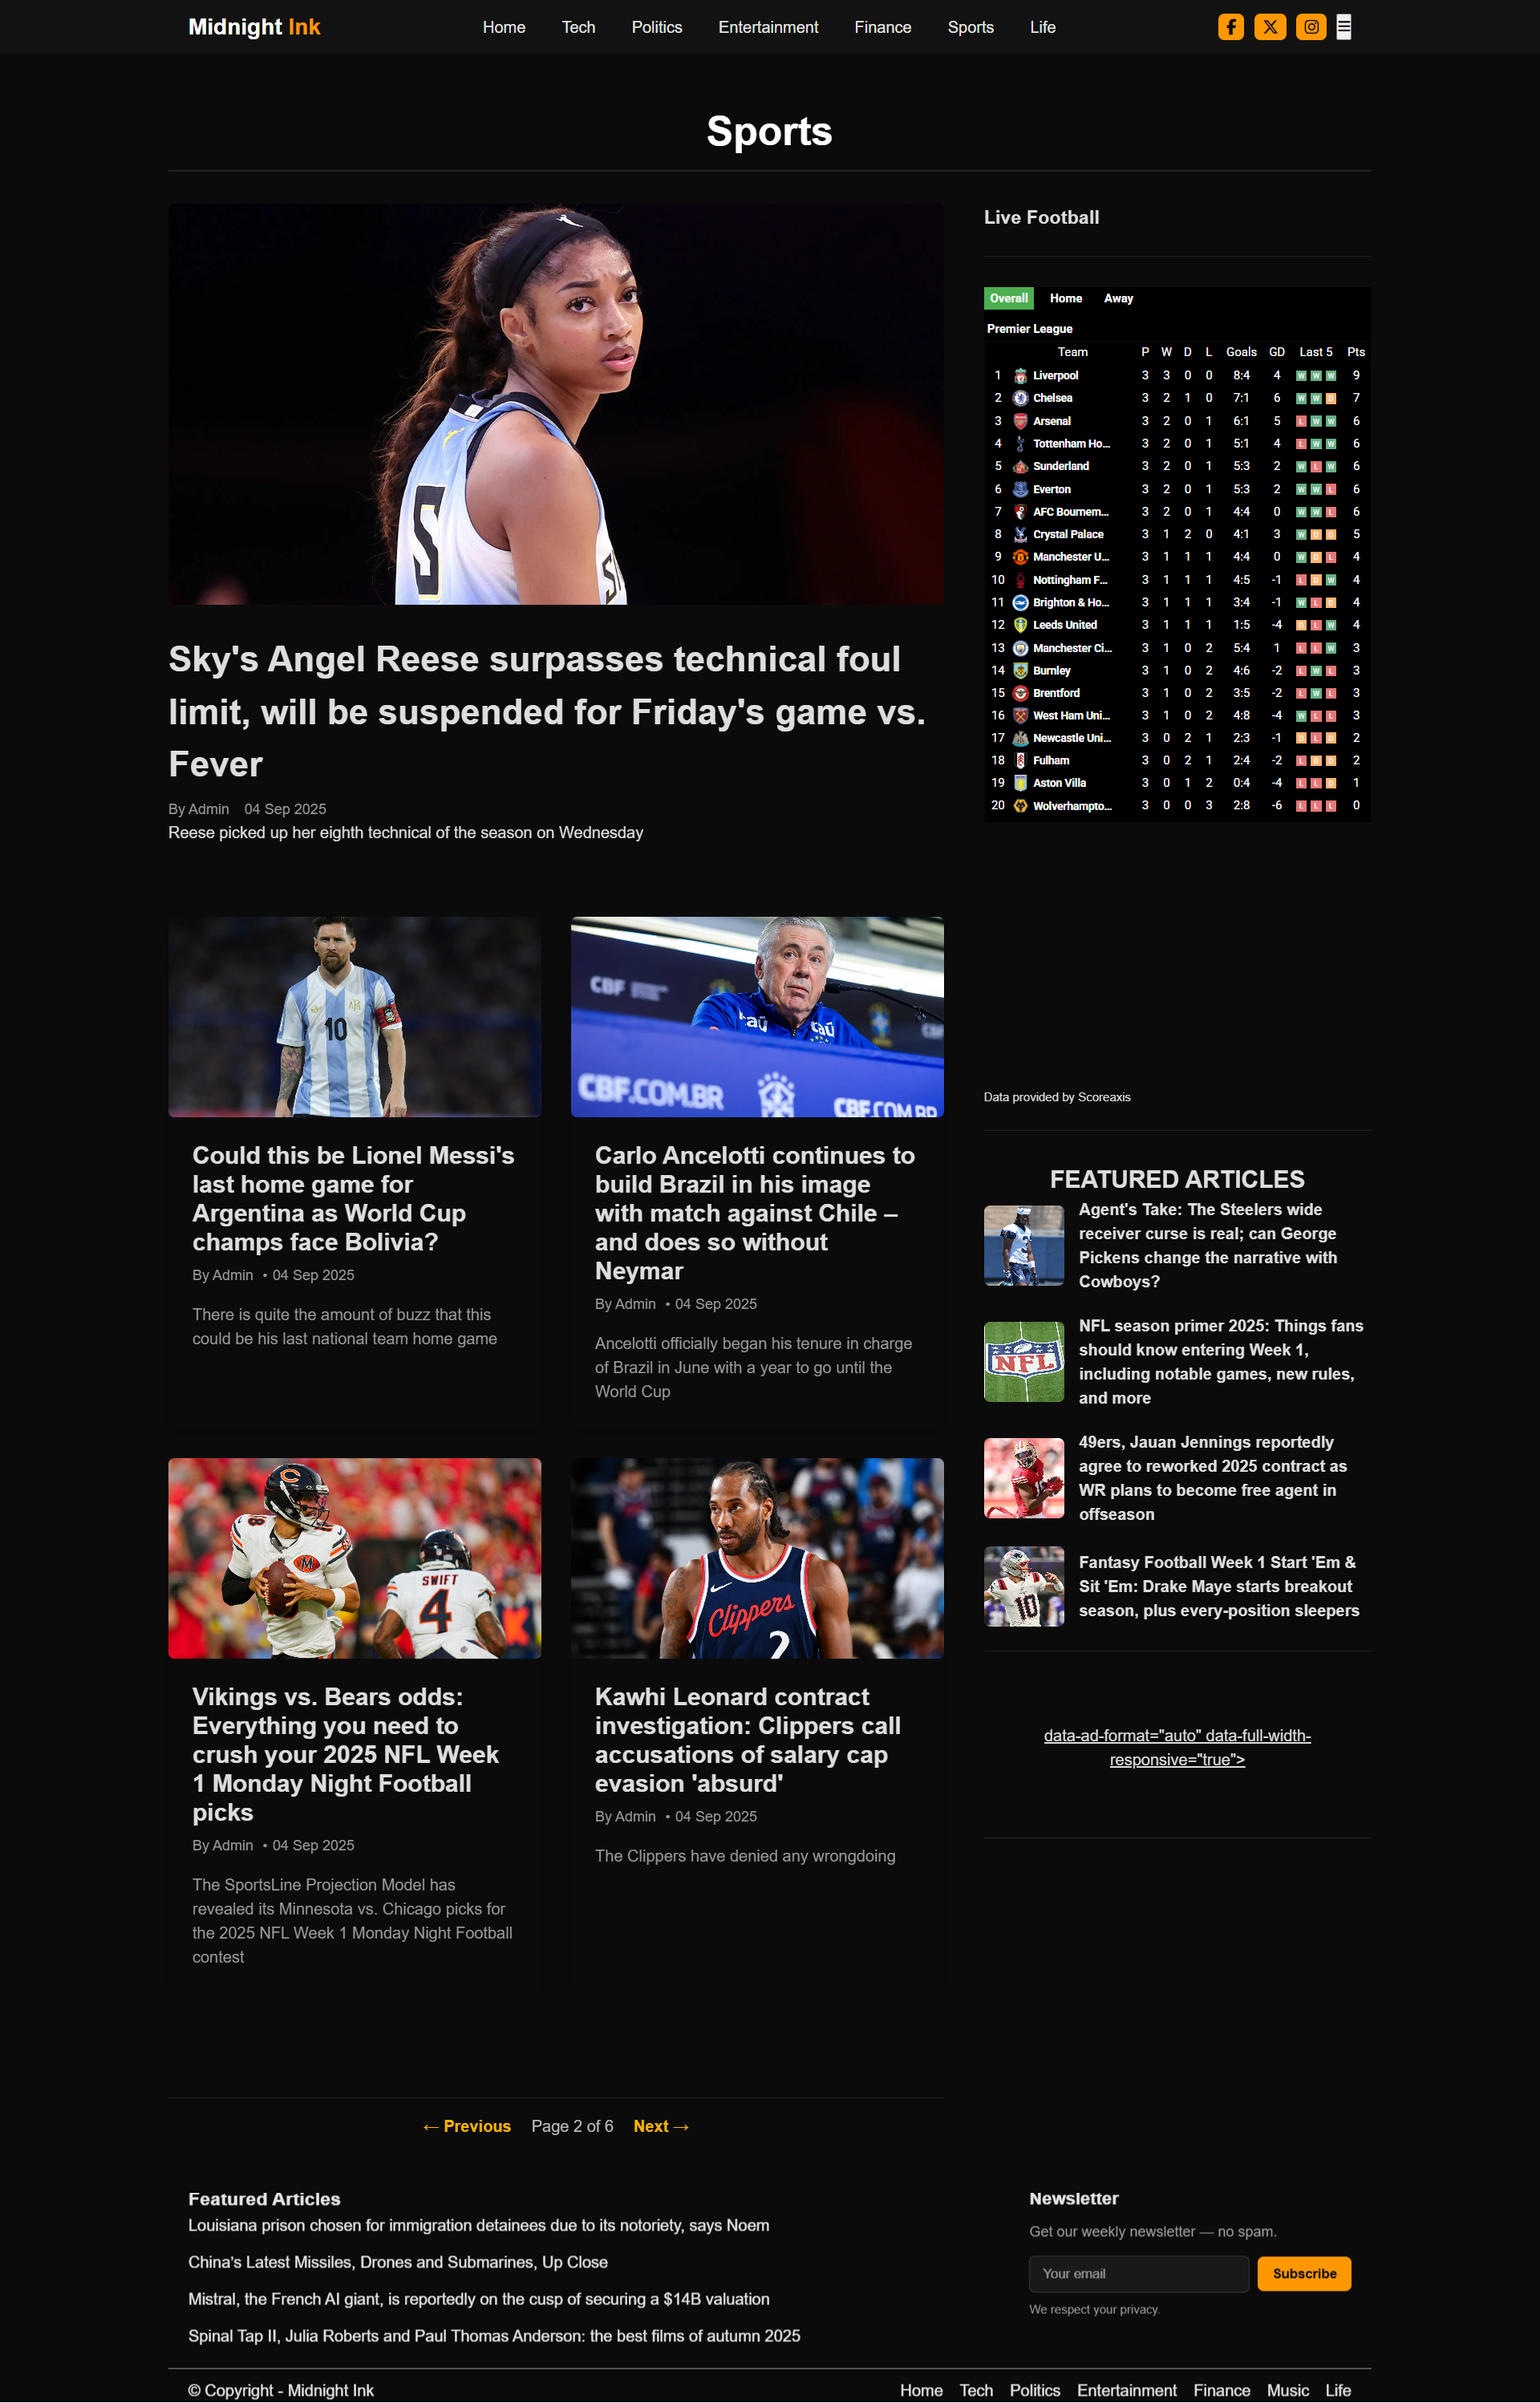 Midnight Ink
Home Tech Politics Entertainment Finance Sports Life
Sports
5
Sky's Angel Reese surpasses technical foul
limit, will be suspended for Friday's game vs.
Fever
By Admin 04 Sep 2025
Reese picked up her eighth technical of the season on Wednesday
10
CBF
CBF.COM.BR
CBF.COM.BR
Could this be Lionel Messi's
last home game for
Argentina as World Cup
champs face Bolivia?
By Admin • 04 Sep 2025
There is quite the amount of buzz that this
could be his last national team home game
Carlo Ancelotti continues to
build Brazil in his image
with match against Chile –
and does so without
Neymar
By Admin • 04 Sep 2025
Ancelotti officially began his tenure in charge
of Brazil in June with a year to go until the
World Cup
SWIFT
4
Clippers
2
Vikings vs. Bears odds:
Everything you need to
crush your 2025 NFL Week
1 Monday Night Football
picks
By Admin • 04 Sep 2025
The SportsLine Projection Model has
revealed its Minnesota vs. Chicago picks for
the 2025 NFL Week 1 Monday Night Football
contest
Kawhi Leonard contract
investigation: Clippers call
accusations of salary cap
evasion 'absurd'
By Admin • 04 Sep 2025
The Clippers have denied any wrongdoing
← Previous Page 2 of 6 Next →
Live Football
Overall Home Away
Premier League
Team P W D L Goals GD Last 5 Pts
1 Liverpool 3 3 0 0 8:4 4 W W W 9
2 Chelsea 3 2 1 0 7:1 6 W W D 7
3 Arsenal 3 2 0 1 6:1 5 L W W 6
4 Tottenham Ho... 3 2 0 1 5:1 4 L W W 6
5 Sunderland 3 2 0 1 5:3 2 W L W 6
6 Everton 3 2 0 1 5:3 2 W W L 6
7 AFC Bournem... 3 2 0 1 4:4 0 W W L 6
8 Crystal Palace 3 1 2 0 4:1 3 W D D 5
9 Manchester U... 3 1 1 1 4:4 0 W D L 4
10 Nottingham F... 3 1 1 1 4:5 -1 L D W 4
11 Brighton & Ho... 3 1 1 1 3:4 -1 W L D 4
12 Leeds United 3 1 1 1 1:5 -4 D L W 4
13 Manchester Ci... 3 1 0 2 5:4 1 L L W 3
14 Burnley 3 1 0 2 4:6 -2 L W L 3
15 Brentford 3 1 0 2 3:5 -2 L W L 3
16 West Ham Uni... 3 1 0 2 4:8 -4 W L L 3
17 Newcastle Uni... 3 0 2 1 2:3 -1 D L D 2
18 Fulham 3 0 2 1 2:4 -2 L D D 2
19 Aston Villa 3 0 1 2 0:4 -4 L L D 1
20 Wolverhampto... 3 0 0 3 2:8 -6 L L L 0
Data provided by Scoreaxis
FEATURED ARTICLES
Agent's Take: The Steelers wide
receiver curse is real; can George
Pickens change the narrative with
Cowboys?
NFL
NFL season primer 2025: Things fans
should know entering Week 1,
including notable games, new rules,
and more
49ers, Jauan Jennings reportedly
agree to reworked 2025 contract as
WR plans to become free agent in
offseason
10
Fantasy Football Week 1 Start 'Em &
Sit 'Em: Drake Maye starts breakout
season, plus every-position sleepers
data-ad-format="auto" data-full-width-
responsive="true">
Featured Articles
Louisiana prison chosen for immigration detainees due to its notoriety, says Noem
China's Latest Missiles, Drones and Submarines, Up Close
Mistral, the French AI giant, is reportedly on the cusp of securing a $14B valuation
Spinal Tap II, Julia Roberts and Paul Thomas Anderson: the best films of autumn 2025
Newsletter
Get our weekly newsletter — no spam.
Your email Subscribe
We respect your privacy.
© Copyright - Midnight Ink
Home Tech Politics Entertainment Finance Music Life